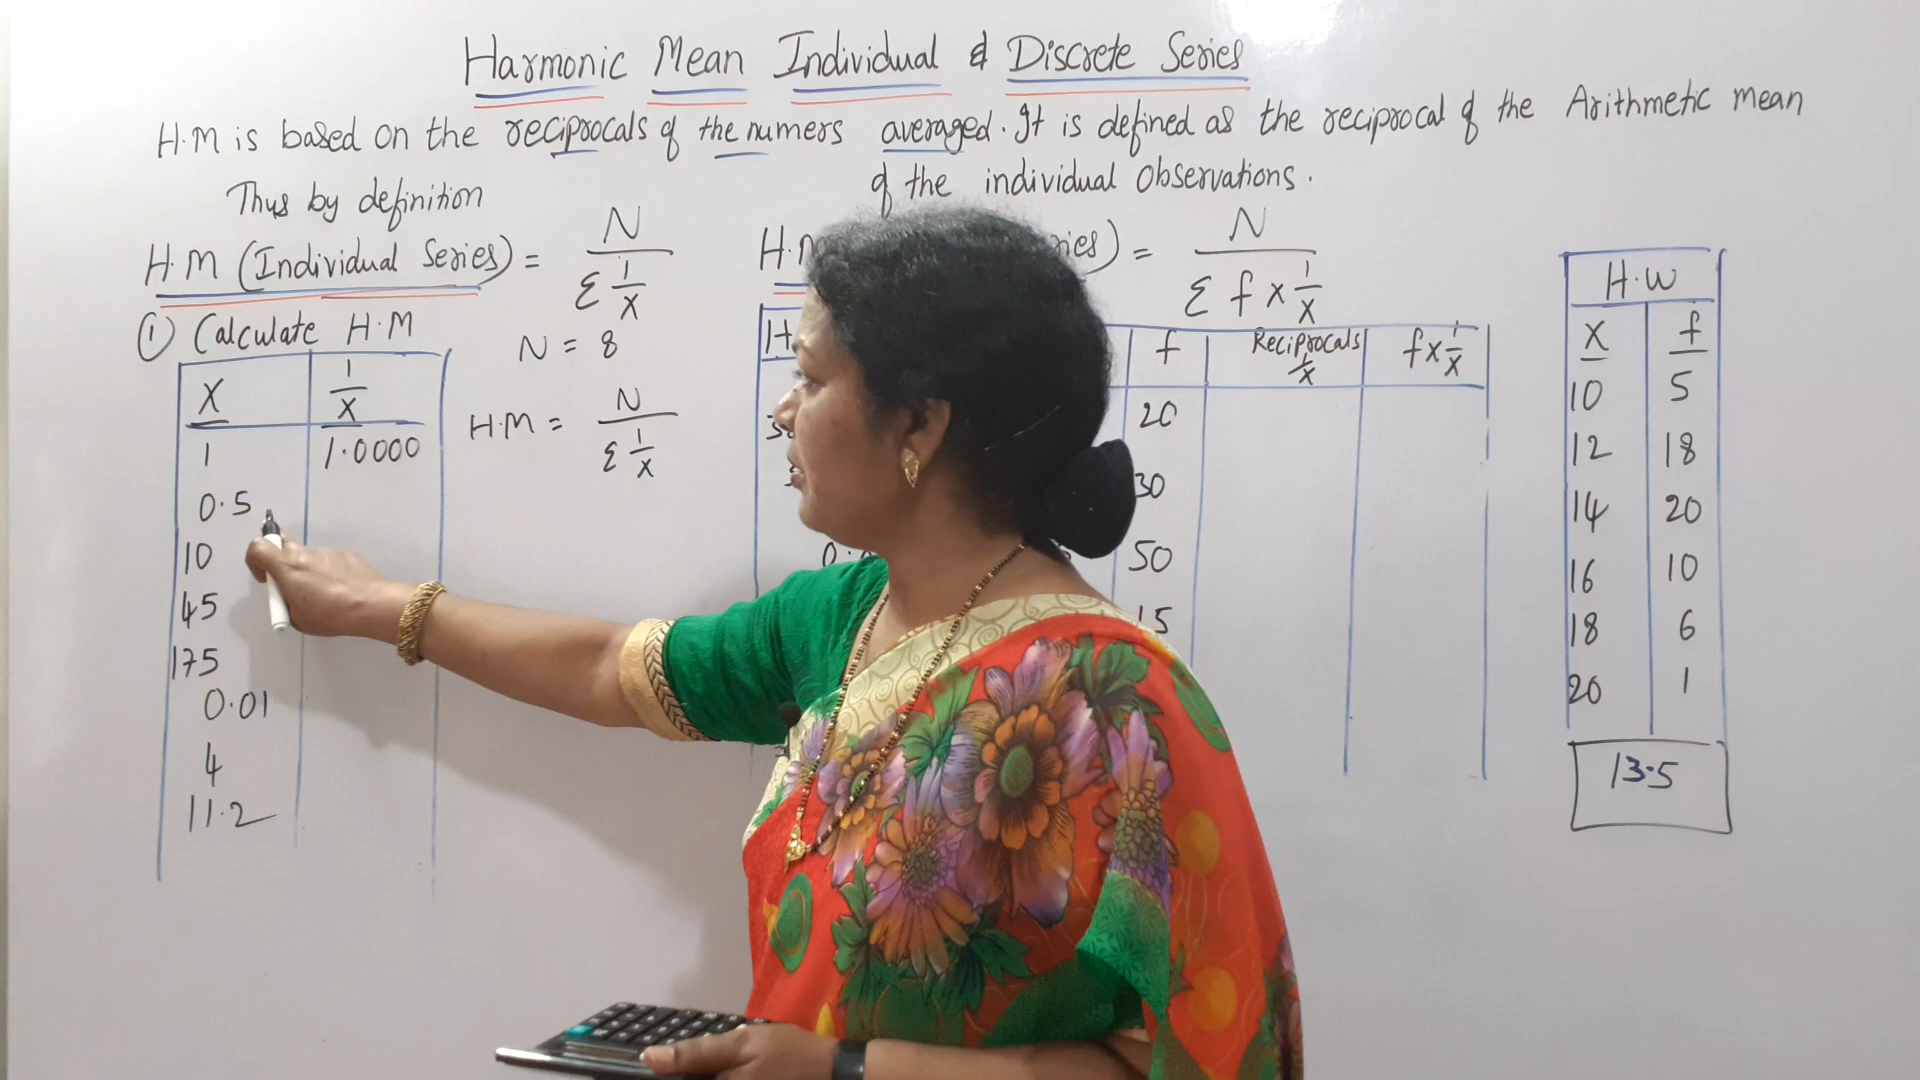 Harmonic Mean Individual & Discrete Series
H.M is based on the reciprocals of the numers averaged. It is defined as the reciprocal of the Arithmetic mean
of the individual Observations.
Thus by definition
H.M (Individual Series) = N / Σ 1/X
① Calculate H.M
X 1/X
1 1.0000
0.5
10
45
175
0.01
4
11.2
N = 8
H.M = N / Σ 1/X
= N / Σ f x 1/X
f Reciprocals 1/X f x 1/X
20
30
50
15
H.W
X f
10 5
12 18
14 20
16 10
18 6
20 1
13.5